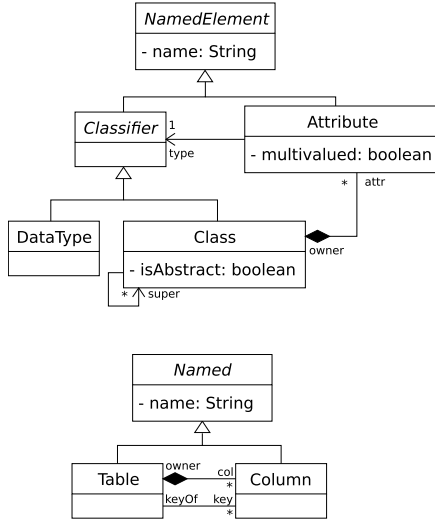 NamedElement
- name: String
Classifier
1
type
Attribute
- multivalued: boolean
* attr
DataType
Class
- isAbstract: boolean
owner
* super
Named
- name: String
Table
owner
col
*
Column
keyOf
key
*